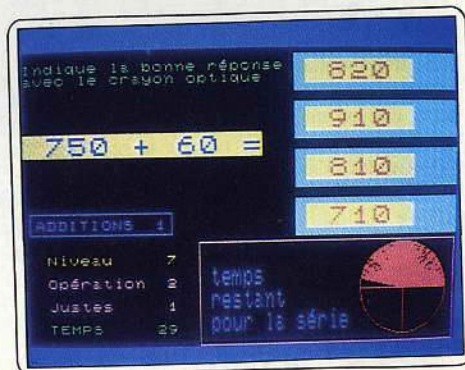 Indique la bonne réponse
avec le crayon optique
750 + 60 =
820
910
810
710
ADDITIONS 1
Niveau 7
Opération 2
Justes 1
TEMPS 29
temps
restant
pour la série